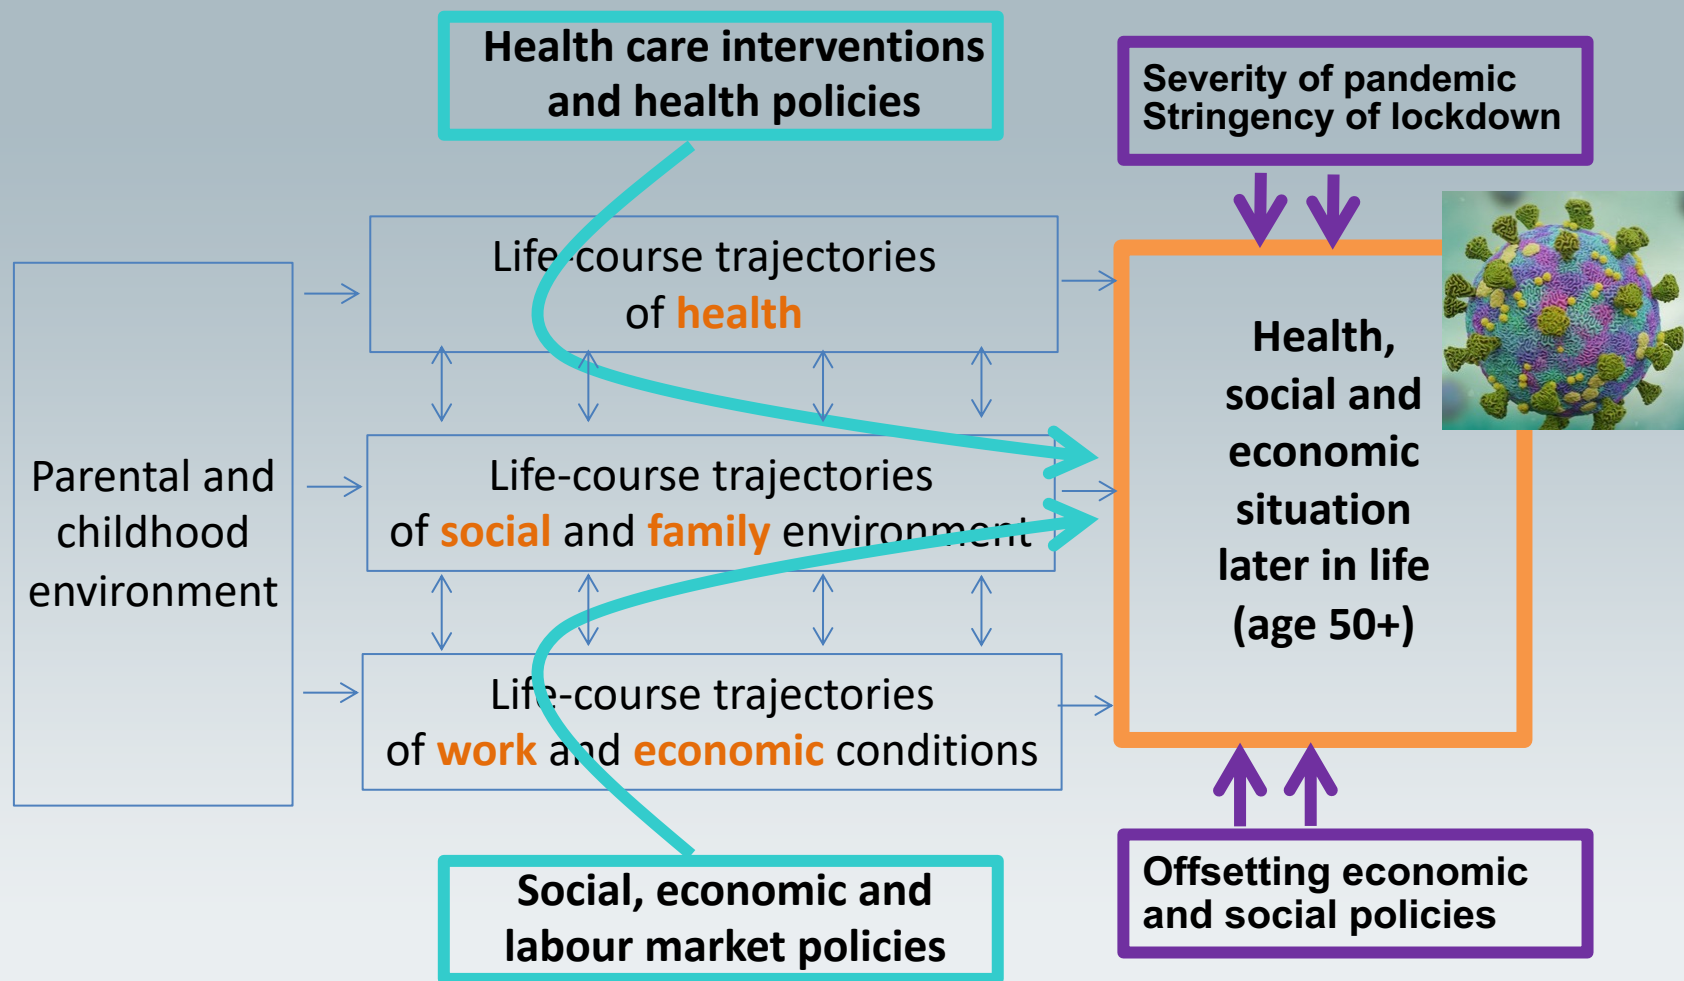 Health care interventions
and health policies
Severity of pandemic
Stringency of lockdown
Life-course trajectories
of health
Parental and
childhood
environment
Life-course trajectories
of social and family environment
Life-course trajectories
of work and economic conditions
Health,
social and
economic
situation
later in life
(age 50+)
Social, economic and
labour market policies
Offsetting economic
and social policies